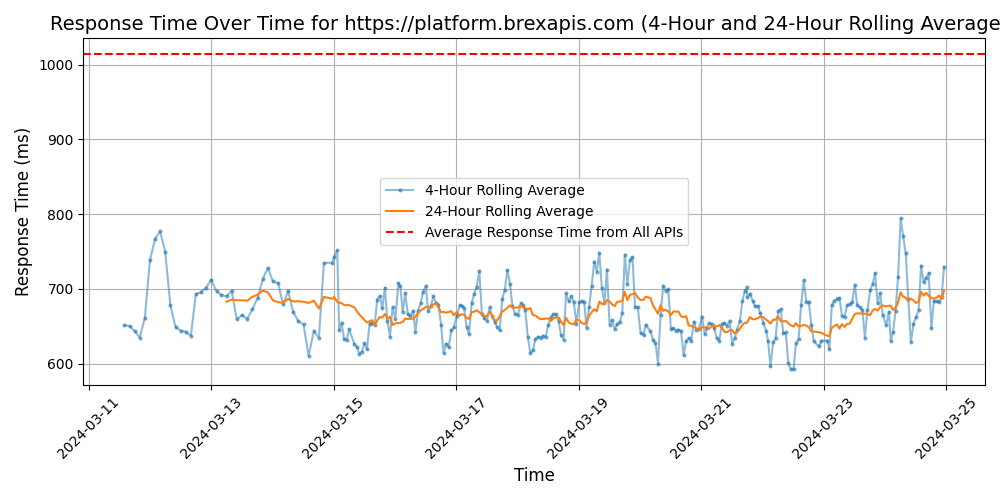 Response Time Over Time for https://platform.brexapis.com (4-Hour and 24-Hour Rolling Average
1000
900
800
700
600
Response Time (ms)
4-Hour Rolling Average
24-Hour Rolling Average
Average Response Time from All APIs
2024-03-11
2024-03-13
2024-03-15
2024-03-17
2024-03-19
2024-03-21
2024-03-23
2024-03-25
Time